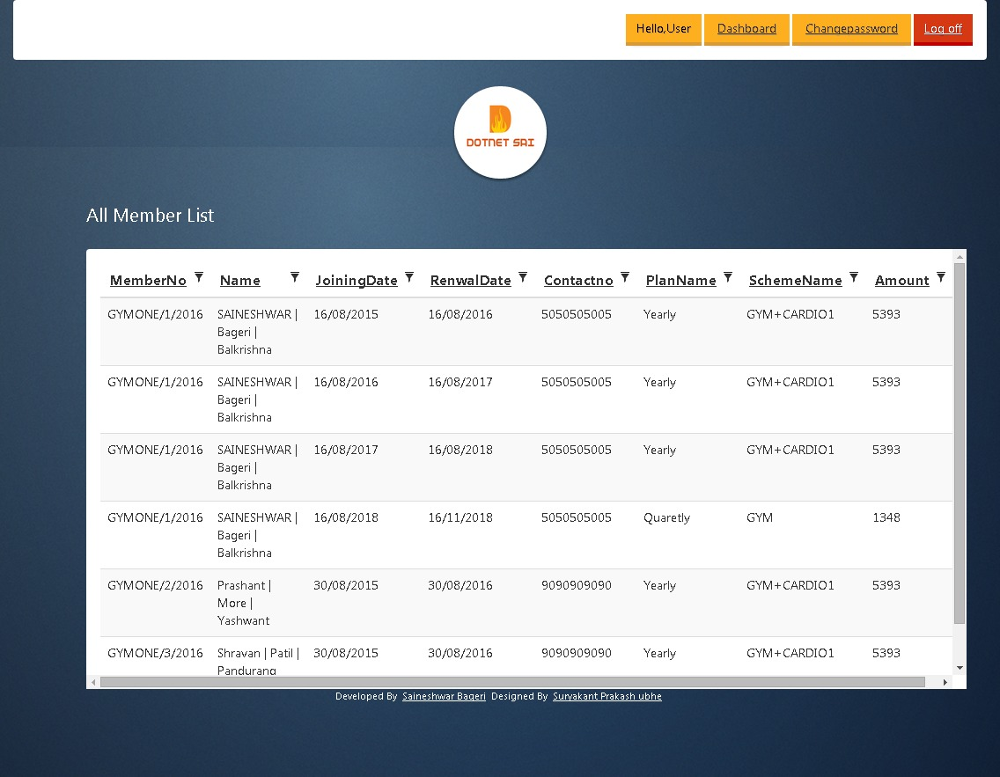 Hello,User Dashboard Changepassword Log off
D
DOTNET SAI
All Member List
MemberNo Name JoiningDate RenwalDate Contactno PlanName SchemeName Amount
GYMONE/1/2016 SAINESHWAR | 16/08/2015 16/08/2016 5050505005 Yearly GYM+CARDIO1 5393
Bageri |
Balkrishna
GYMONE/1/2016 SAINESHWAR | 16/08/2016 16/08/2017 5050505005 Yearly GYM+CARDIO1 5393
Bageri |
Balkrishna
GYMONE/1/2016 SAINESHWAR | 16/08/2017 16/08/2018 5050505005 Yearly GYM+CARDIO1 5393
Bageri |
Balkrishna
GYMONE/1/2016 SAINESHWAR | 16/08/2018 16/11/2018 5050505005 Quaretly GYM 1348
Bageri |
Balkrishna
GYMONE/2/2016 Prashant | 30/08/2015 30/08/2016 9090909090 Yearly GYM+CARDIO1 5393
More |
Yashwant
GYMONE/3/2016 Shravan | Patil | 30/08/2015 30/08/2016 9090909090 Yearly GYM+CARDIO1 5393
Pandurang
Developed By Saineshwar Bageri Designed By Suryakant Prakash ubhe